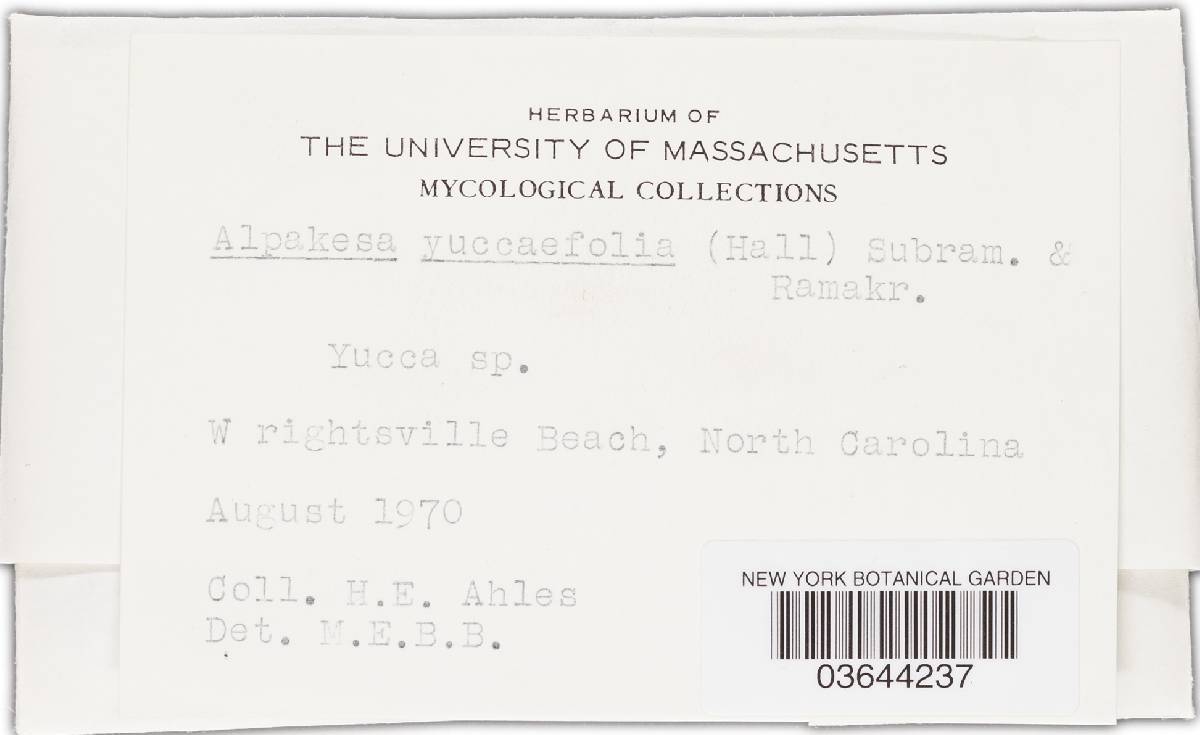 HERBARIUM OF
THE UNIVERSITY OF MASSACHUSETTS
MYCOLOGICAL COLLECTIONS
Alpakesa yuccaefolia (Hall) Subram. &
Ramakr.
Yucca sp.
W rightsville Beach, North Carolina
August 1970
Coll. H.E. Ahles
Det. M.E.B.B.
NEW YORK BOTANICAL GARDEN
03644237